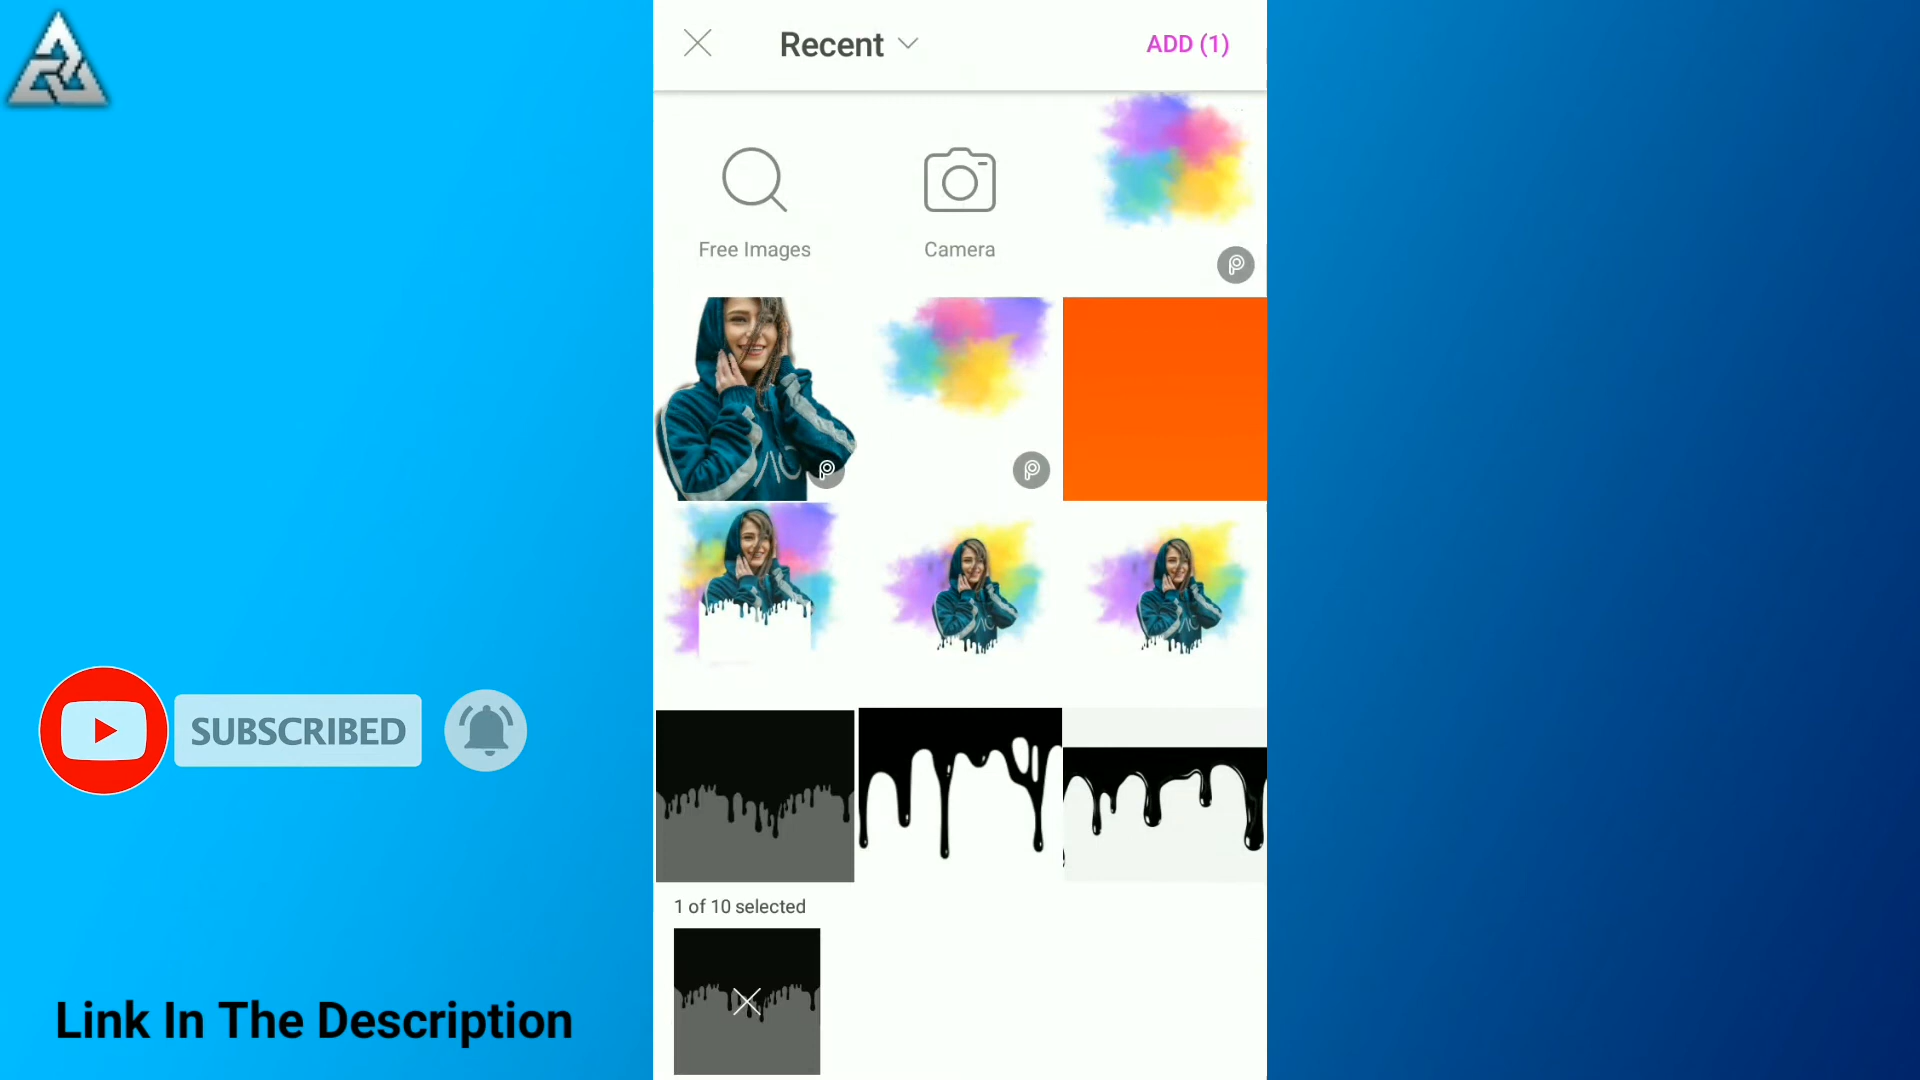 Recent
ADD (1)
Free Images
Camera
SUBSCRIBED
1 of 10 selected
Link In The Description